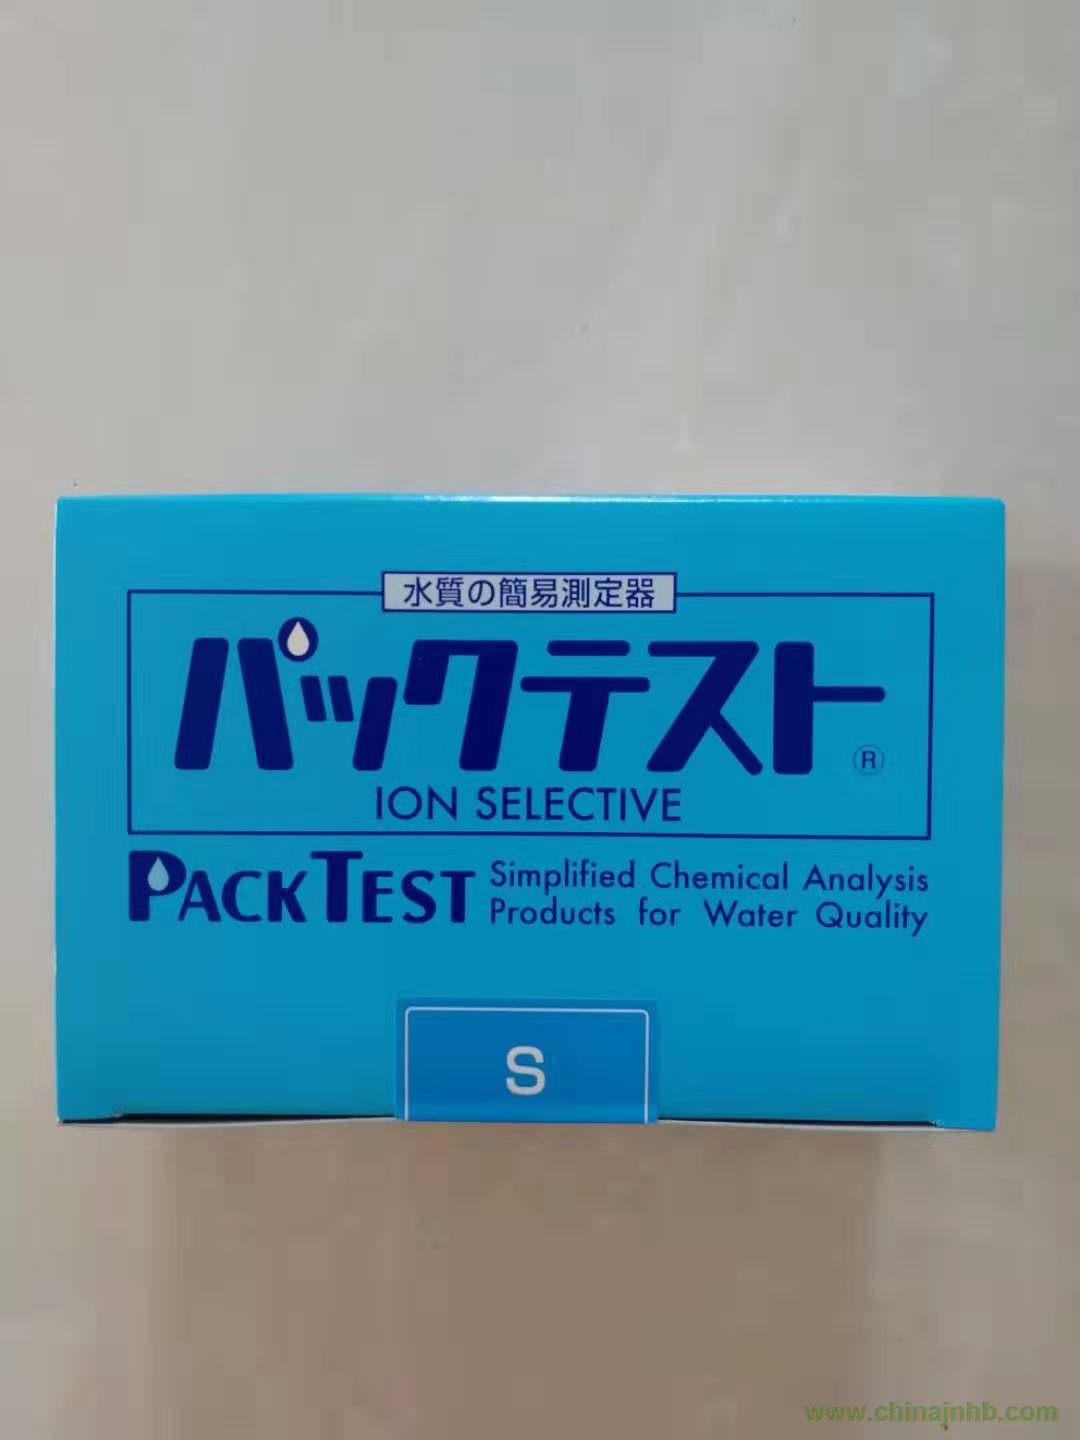 水質の簡易測定器
パックテスト
®
ION SELECTIVE
PACKTEST
Simplified Chemical Analysis
Products for Water Quality
S
www.chinajnhb.com